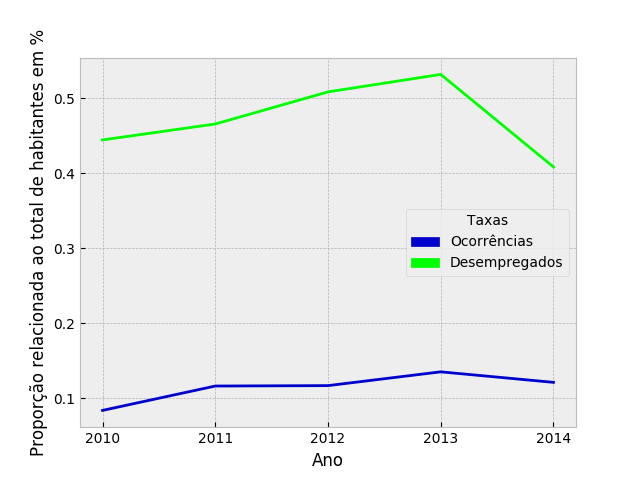 Proporção relacionada ao total de habitantes em %
0.5
0.4
0.3
0.2
0.1
Taxas
Ocorrências
Desempregados
2010 2011 2012 2013 2014
Ano